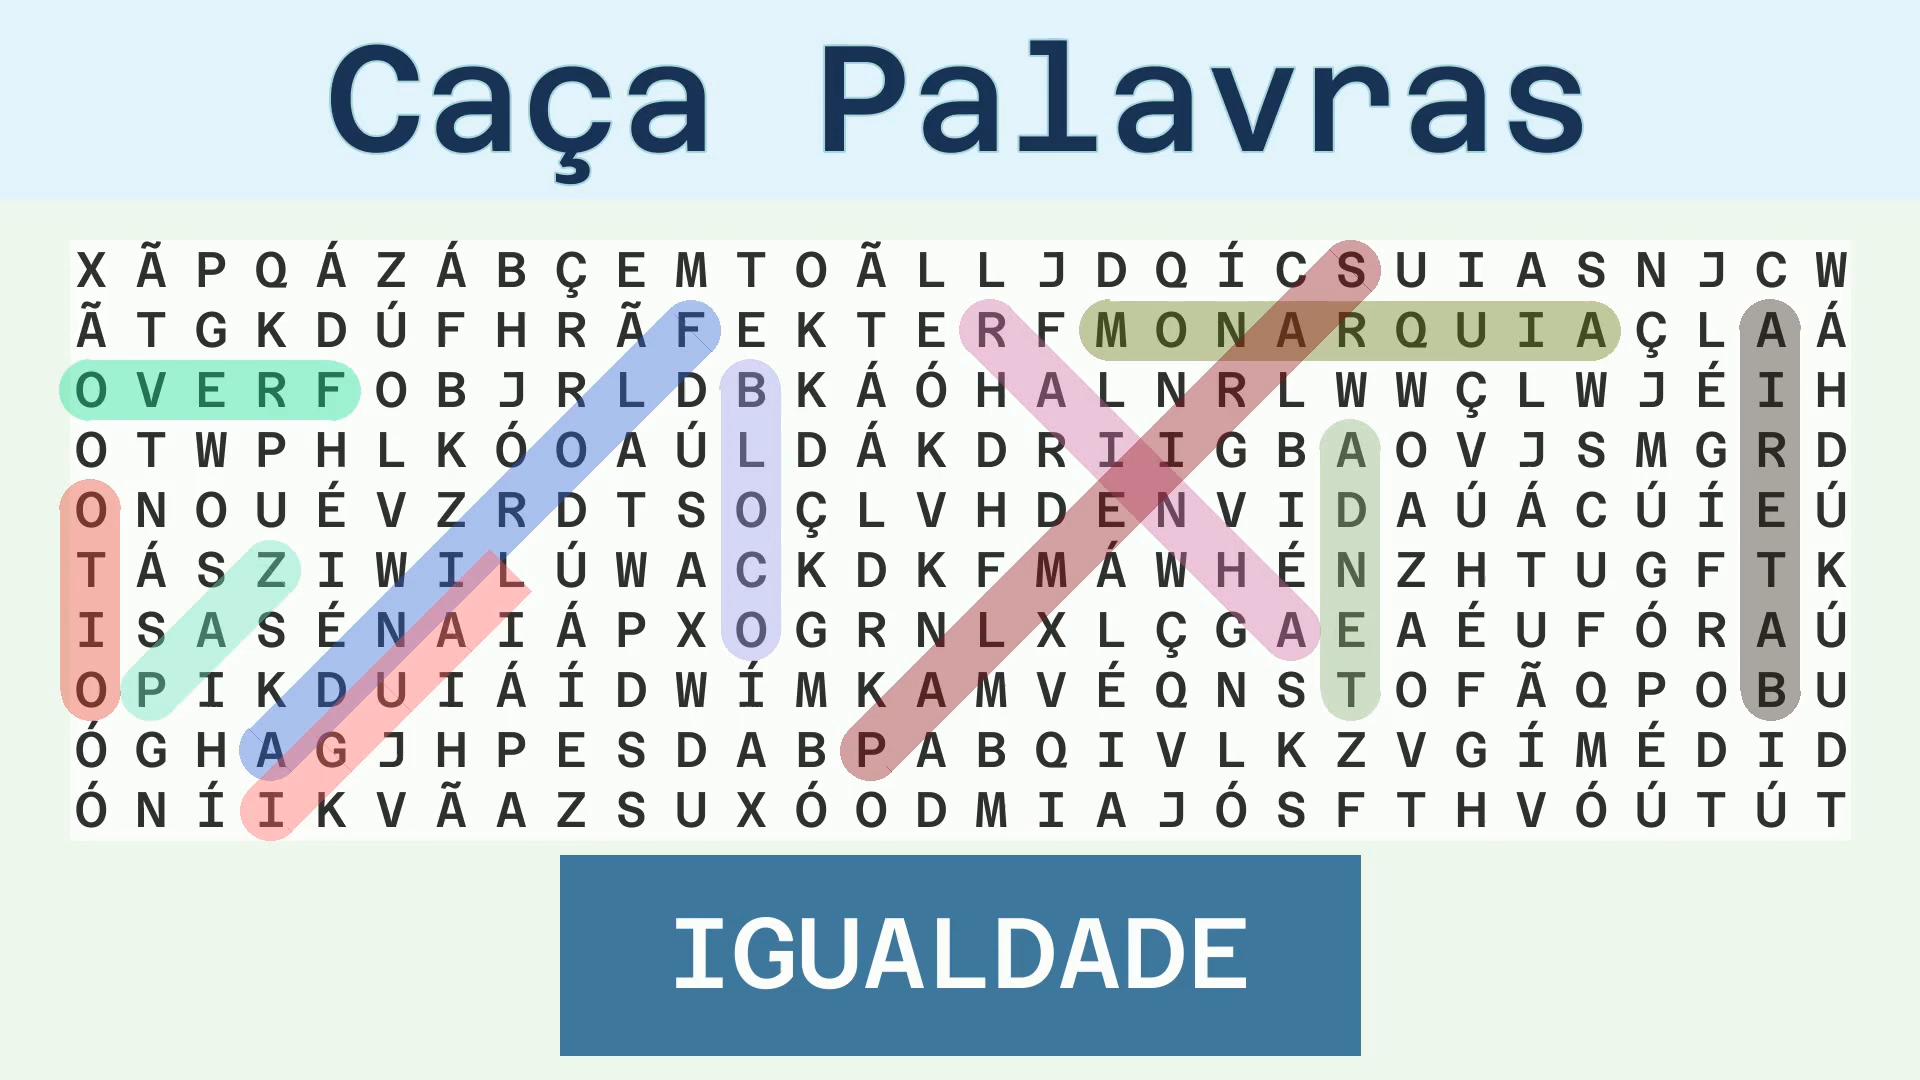 Caça Palavras
X Ã P Q Á Z Á B Ç E M T O Ã L L J D Q Í C S U I A S N J C W
Ã T G K D Ú F H R Ã F E K T E R F M O N A R Q U I A Ç L A Á
O V E R F O B J R L D B K Á Ó H A L N R L W W Ç L W J É I H
O T W P H L K Ó O A Ú L D Á K D R I I G B A O V J S M G R D
O N O U É V Z R D T S O Ç L V H D E N V I D A Ú Á C Ú Í E Ú
T Á S Z I W I L Ú W A C K D K F M Á W H É N Z H T U G F T K
I S A S É N A I Á P X O G R N L X L Ç G A E A É U F Ó R A Ú
O P I K D U I Á Í D W Í M K A M V É Q N S T O F Ã Q P O B U
Ó G H A G J H P E S D A B P A B Q I V L K Z V G Í M É D I D
Ó N Í I K V Ã A Z S U X Ó O D M I A J Ó S F T H V Ó Ú T Ú T
IGUALDADE